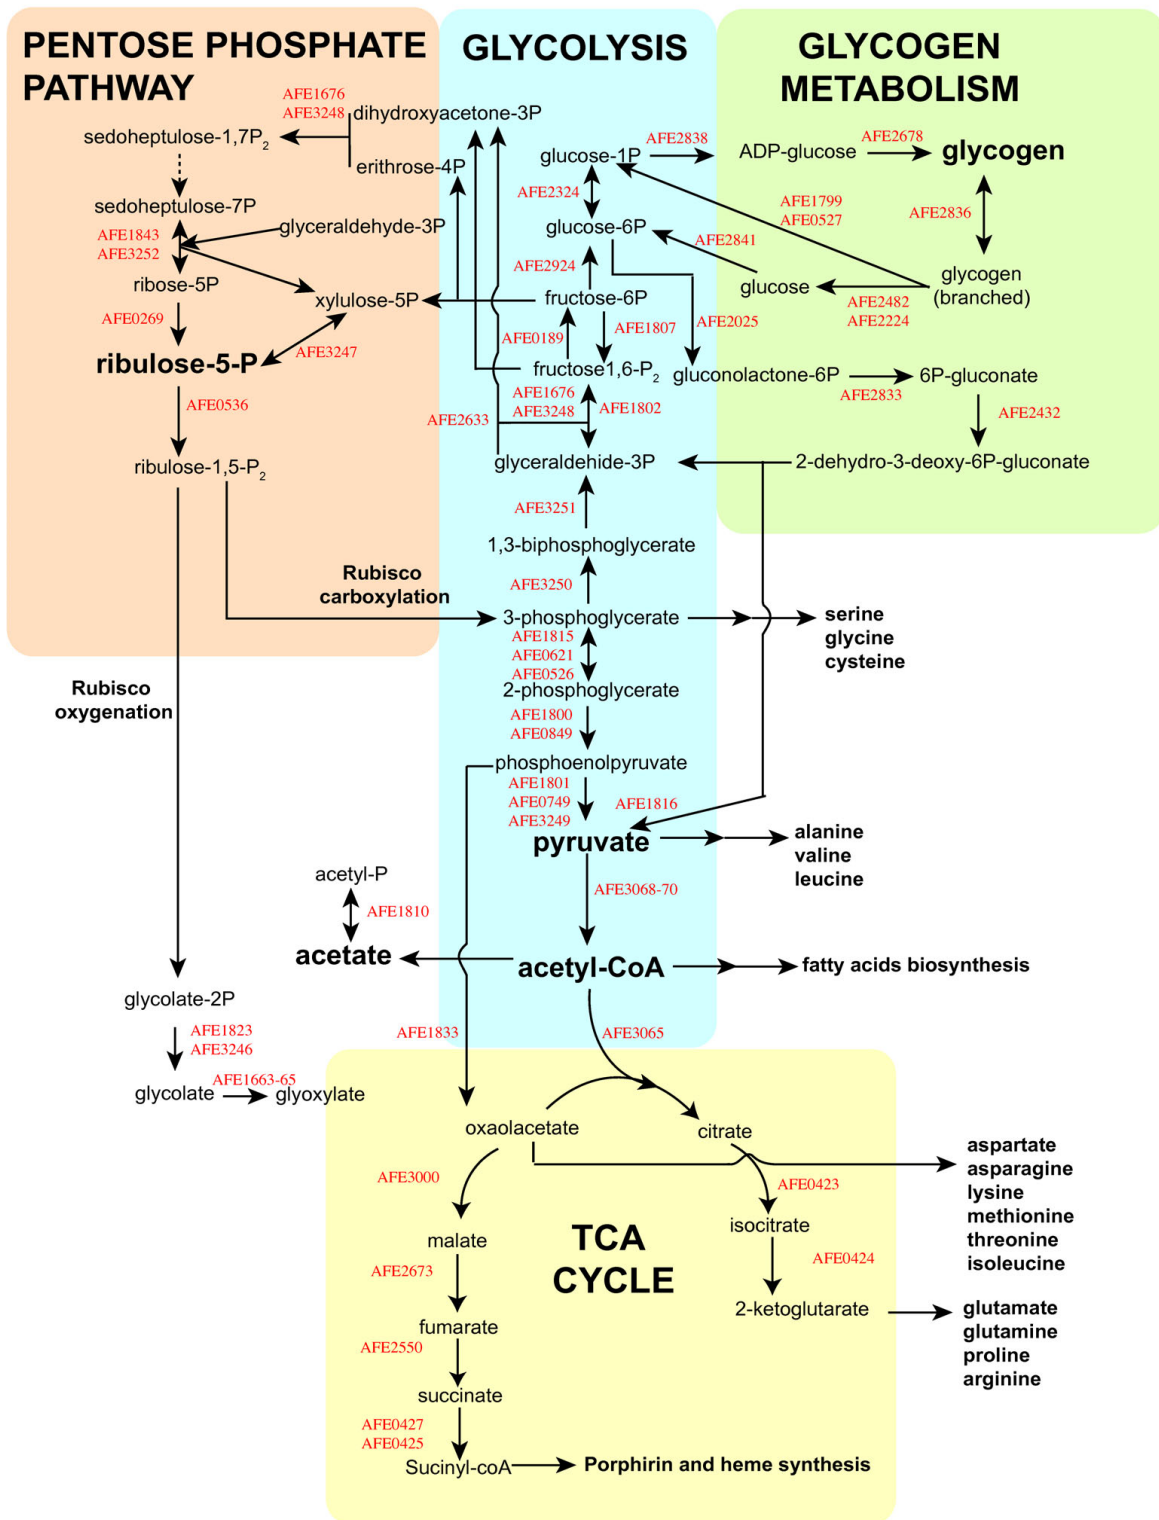 PENTOSE PHOSPHATE
PATHWAY
GLYCOLYSIS
GLYCOGEN
METABOLISM
AFE1676
AFE3248
dihydroxyacetone-3P
sedoheptulose-1,7P2
erithrose-4P
sedoheptulose-7P
AFE1843
AFE3252
glyceraldehyde-3P
ribose-5P
xylulose-5P
AFE0269
ribulose-5-P
AFE3247
AFE0536
ribulose-1,5-P2
glucose-1P
AFE2838
ADP-glucose
AFE2678
glycogen
AFE2324
AFE1799
AFE0527
AFE2836
glucose-6P
AFE2841
AFE2924
glucose
glycogen
(branched)
AFE2482
AFE2224
fructose-6P
AFE0189
AFE1807
AFE2025
fructose1,6-P2
gluconolactone-6P
AFE2833
6P-gluconate
AFE1676
AFE3248
AFE1802
AFE2633
AFE2432
glyceraldehide-3P
2-dehydro-3-deoxy-6P-gluconate
AFE3251
1,3-biphosphoglycerate
AFE3250
Rubisco
carboxylation
3-phosphoglycerate
serine
glycine
cysteine
AFE1815
AFE0621
AFE0526
2-phosphoglycerate
Rubisco
oxygenation
AFE1800
AFE0849
phosphoenolpyruvate
AFE1801
AFE0749
AFE3249
AFE1816
pyruvate
alanine
valine
leucine
acetyl-P
AFE1810
AFE3068-70
acetate
acetyl-CoA
fatty acids biosynthesis
glycolate-2P
AFE1823
AFE3246
AFE1833
AFE3065
glycolate
AFE1663-65
glyoxylate
oxaolacetate
citrate
aspartate
asparagine
lysine
methionine
threonine
isoleucine
AFE3000
AFE0423
malate
TCA
CYCLE
isocitrate
AFE2673
AFE0424
fumarate
2-ketoglutarate
glutamate
glutamine
proline
arginine
AFE2550
succinate
AFE0427
AFE0425
Sucinyl-coA
Porphirin and heme synthesis